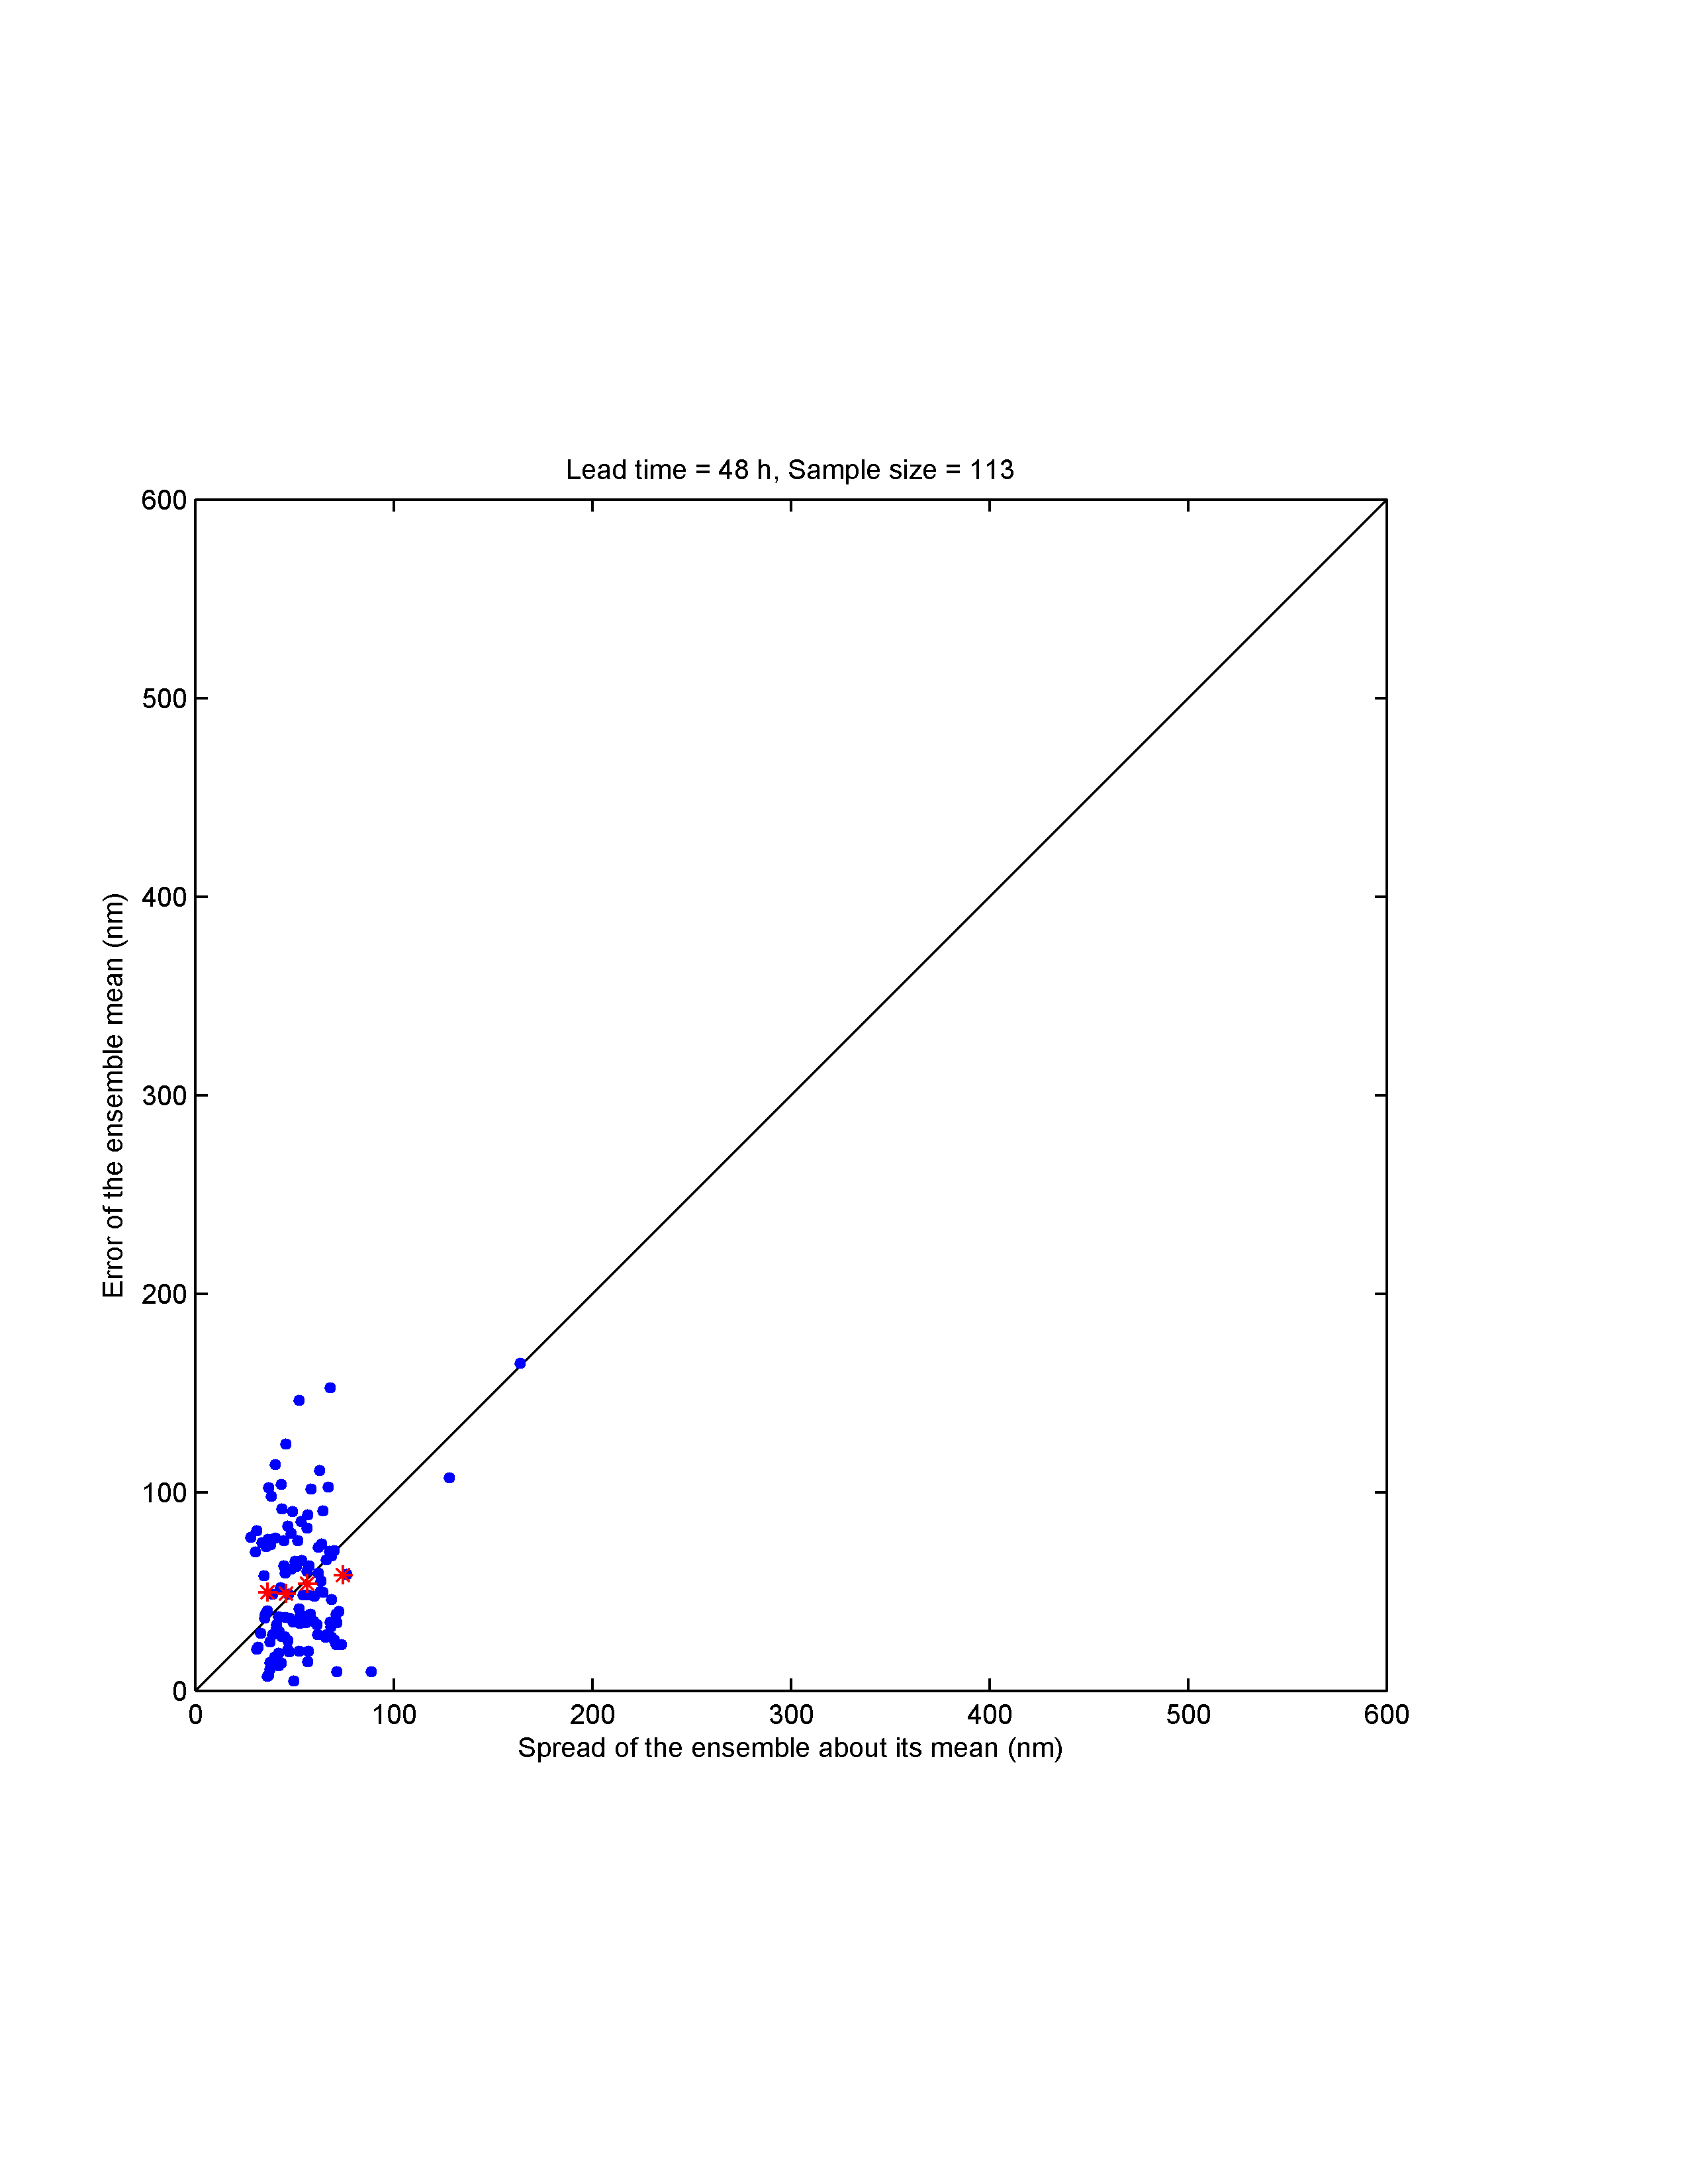 Lead time = 48 h, Sample size = 113
600
500
400
300
200
100
0
Error of the ensemble mean (nm)
0 100 200 300 400 500 600
Spread of the ensemble about its mean (nm)